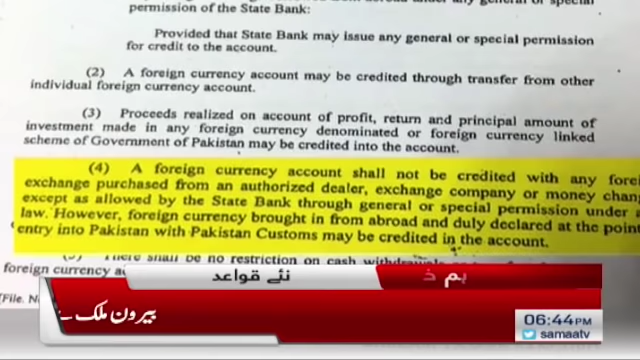 permission of the State Bank:
Provided that State Bank may issue any general or special permission
for credit to the account.
(2) A foreign currency account may be credited through transfer from other
individual foreign currency account.
(3) Proceeds realized on account of profit, return and principal amount of
investment made in any foreign currency denominated or foreign currency linked
scheme of Government of Pakistan may be credited into the account.
(4) A foreign currency account shall not be credited with any forei
exchange purchased from an authorized dealer, exchange company or money chang
except as allowed by the State Bank through general or special permission under
law. However, foreign currency brought in from abroad and duly declared at the point
entry into Pakistan with Pakistan Customs may be credited in the account.
There shall be no restriction on cash
foreign currency
[File. N
نئے قواعد
بیرون ملک
06:44PM
samaatv